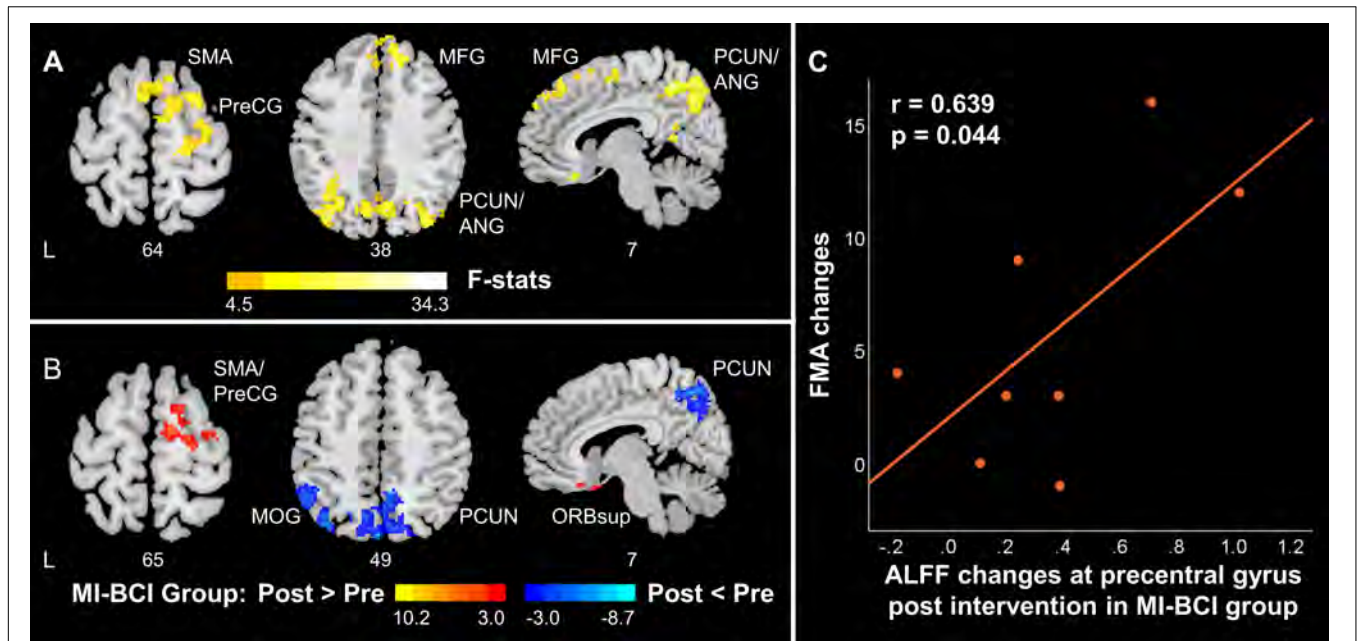 A
SMA
PreCG
MFG
PCUN/
ANG
MFG
PCUN/
ANG
L
64
38
7
4.5
34.3
F-stats
B
SMA/
PreCG
MOG
PCUN
ORBsup
PCUN
L
65
49
7
MI-BCI Group: Post > Pre
10.2
3.0
-3.0
-8.7
Post < Pre
C
r = 0.639
p = 0.044
FMA changes
15
10
5
0
-.2 .0 .2 .4 .6 .8 1.0 1.2
ALFF changes at precentral gyrus
post intervention in MI-BCI group